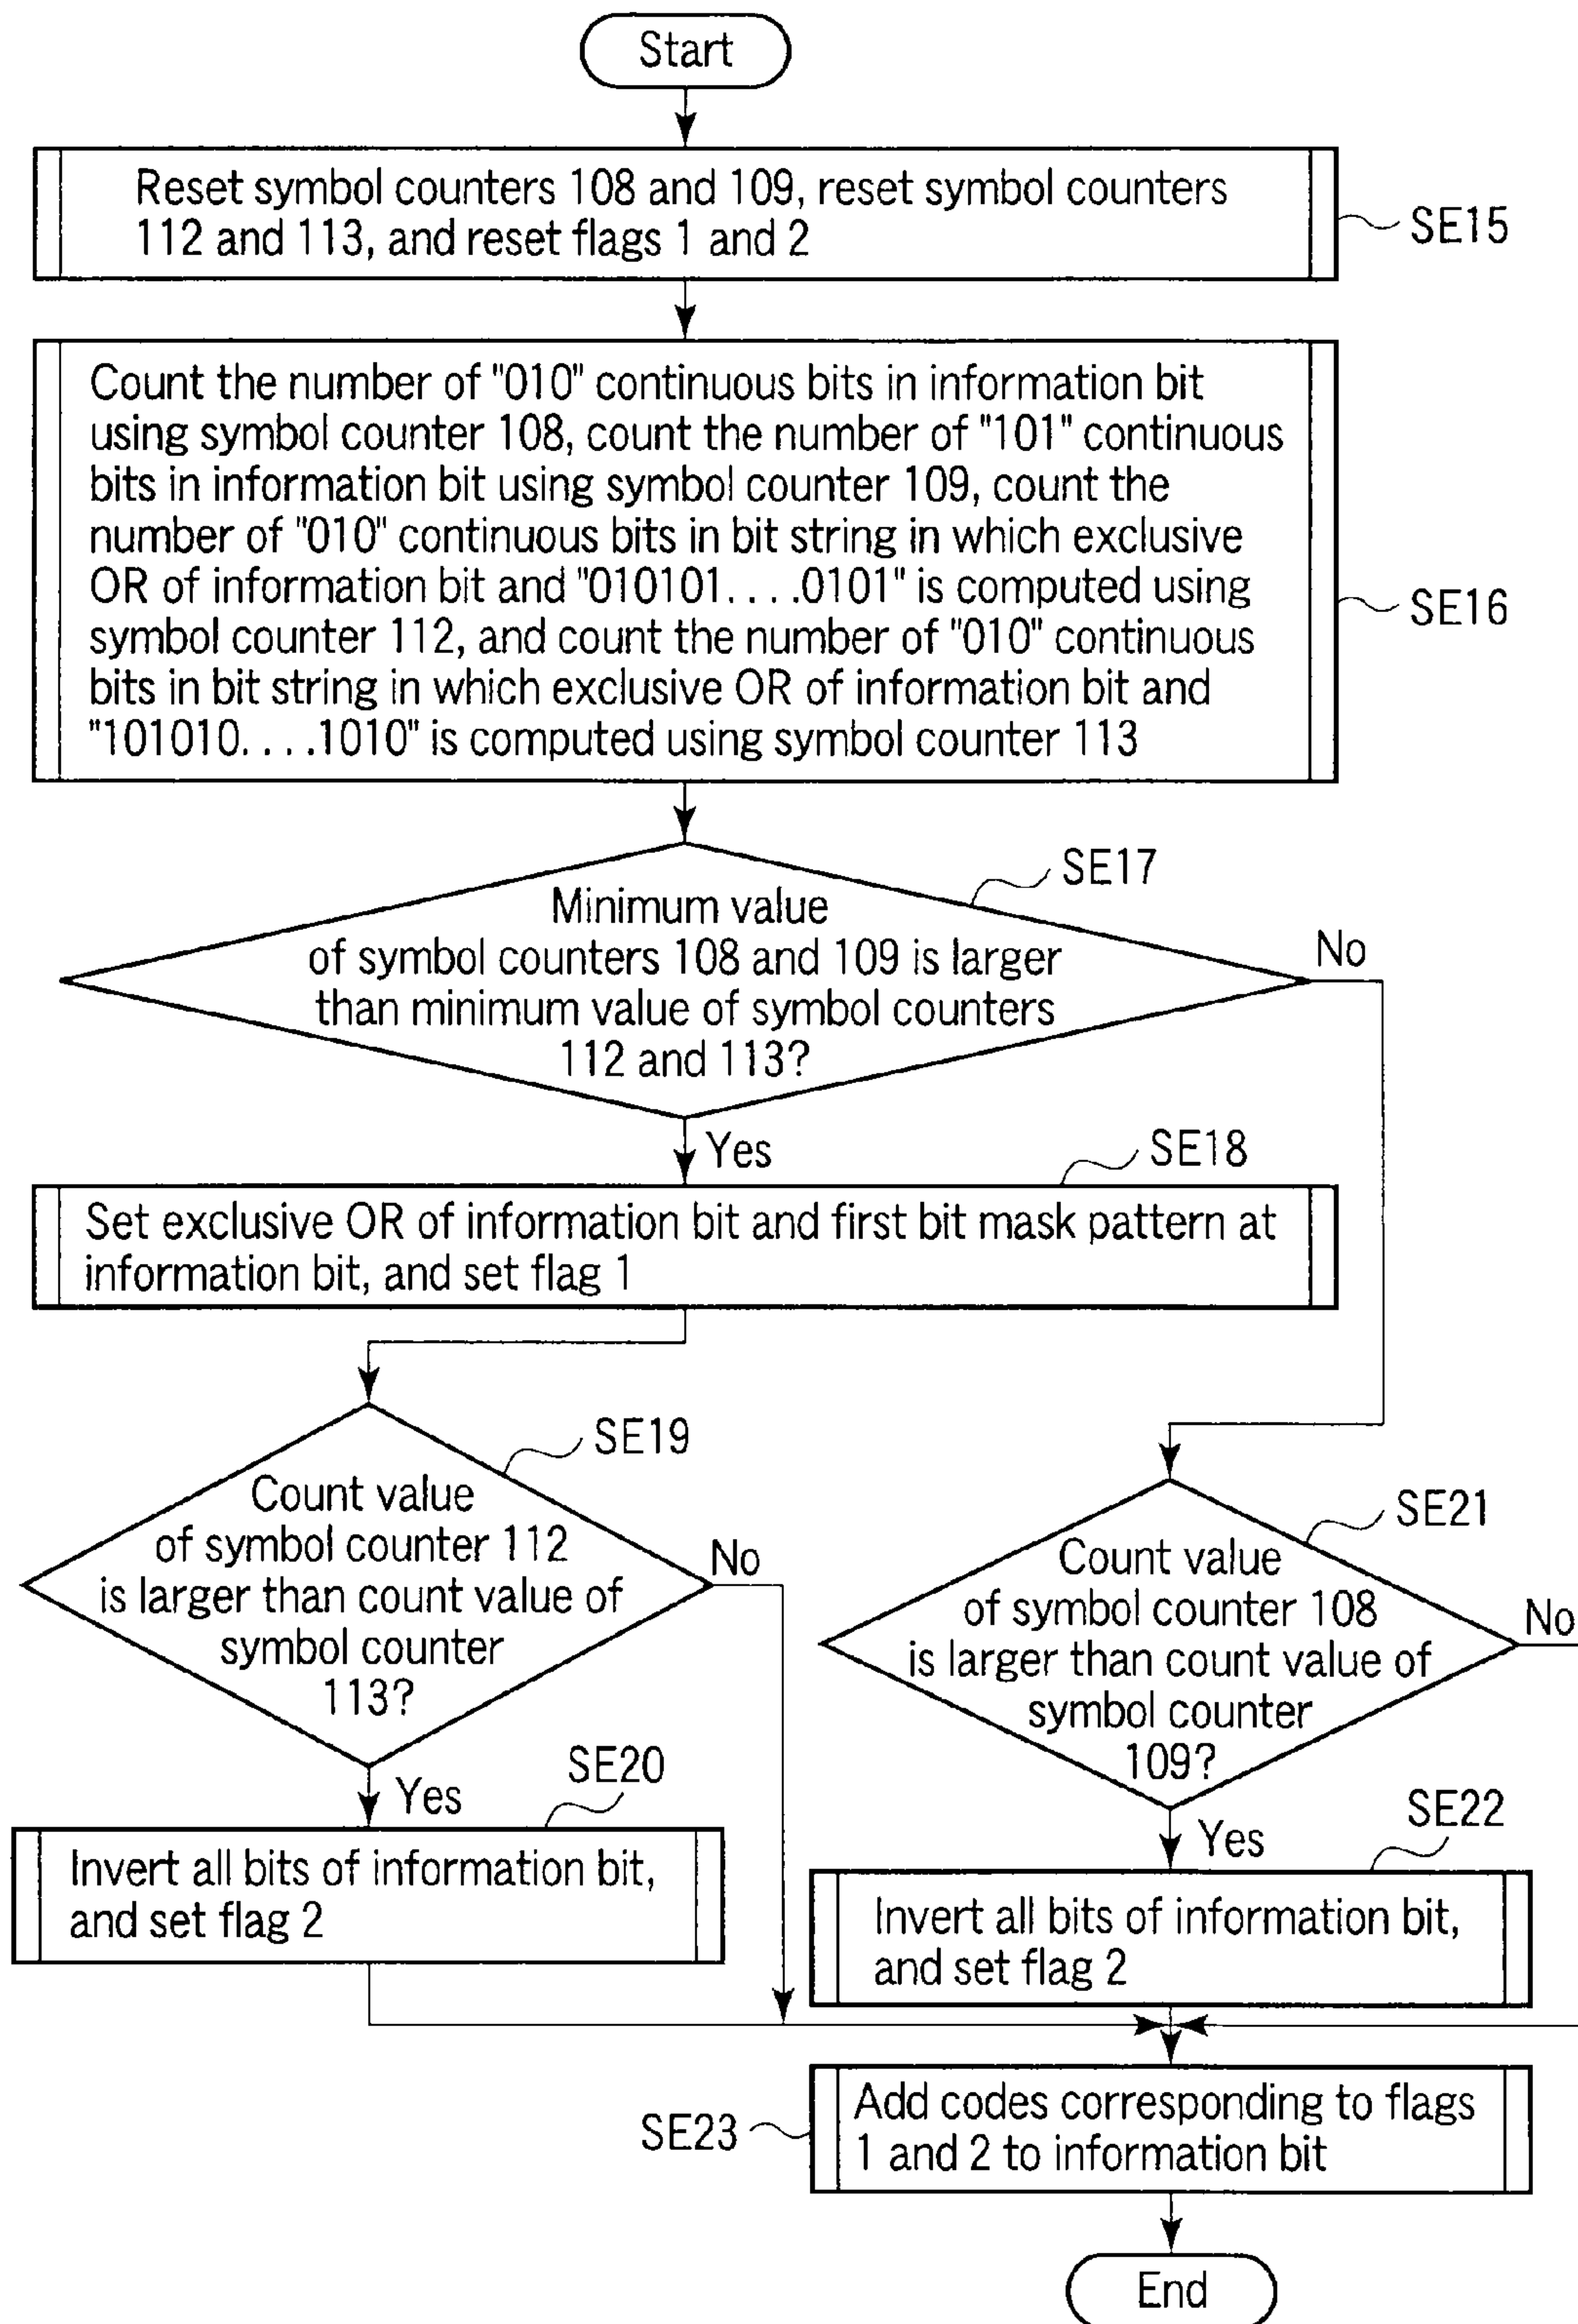 Start
Reset symbol counters 108 and 109, reset symbol counters
112 and 113, and reset flags 1 and 2
SE15
Count the number of "010" continuous bits in information bit
using symbol counter 108, count the number of "101" continuous
bits in information bit using symbol counter 109, count the
number of "010" continuous bits in bit string in which exclusive
OR of information bit and "010101. . . .0101" is computed using
symbol counter 112, and count the number of "010" continuous
bits in bit string in which exclusive OR of information bit and
"101010. . . .1010" is computed using symbol counter 113
SE16
SE17
Minimum value
of symbol counters 108 and 109 is larger
than minimum value of symbol counters
112 and 113?
No
Yes
SE18
Set exclusive OR of information bit and first bit mask pattern at
information bit, and set flag 1
SE19
Count value
of symbol counter 112
is larger than count value of
symbol counter
113?
No
Yes
SE20
Invert all bits of information bit,
and set flag 2
SE21
Count value
of symbol counter 108
is larger than count value of
symbol counter
109?
No
Yes
SE22
Invert all bits of information bit,
and set flag 2
SE23
Add codes corresponding to flags
1 and 2 to information bit
End